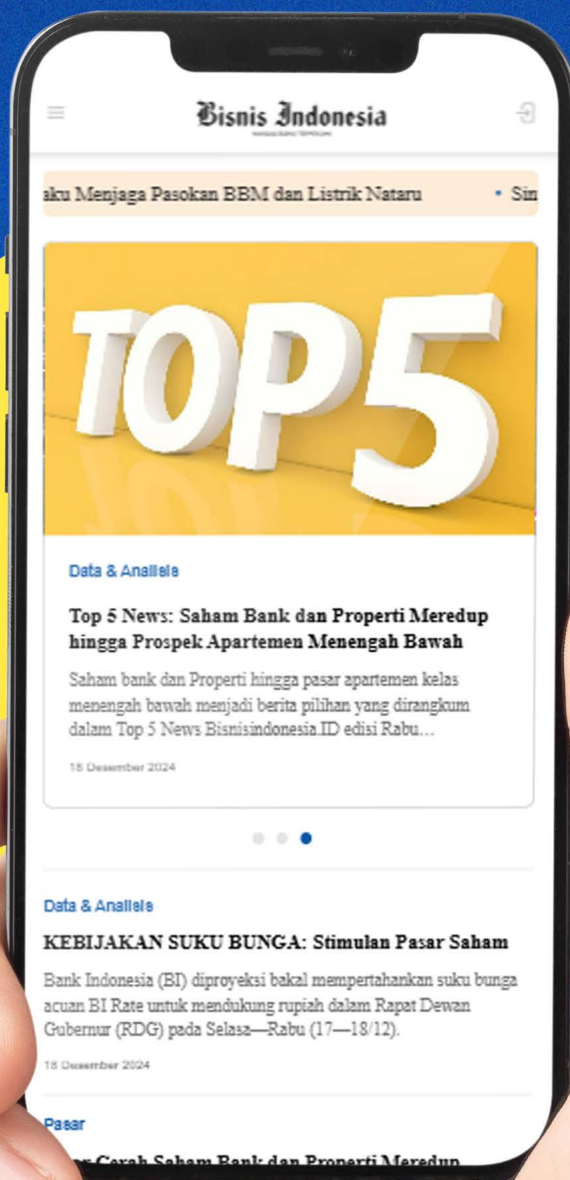 Bisnis Indonesia
aku Menjaga Pasokan BBM dan Listrik Nataru • Sin
TOP5
Data & Analisis
Top 5 News: Saham Bank dan Properti Meredup
hingga Prospek Apartemen Menengah Bawah
Saham bank dan Properti hingga pasar apartemen kelas
menengah bawah menjadi berita pilihan yang dirangkum
dalam Top 5 News Bisnisindonesia.ID edisi Rabu...
18 Desember 2024
Data & Analisis
KEBIJAKAN SUKU BUNGA: Stimulan Pasar Saham
Bank Indonesia (BI) diproyeksi bakal mempertahankan suku bunga
acuan BI Rate untuk mendukung rupiah dalam Rapat Dewan
Gubernur (RDG) pada Selasa—Rabu (17—18/12).
18 Desember 2024
Pasar
Cerah Saham Bank dan Properti Meredup